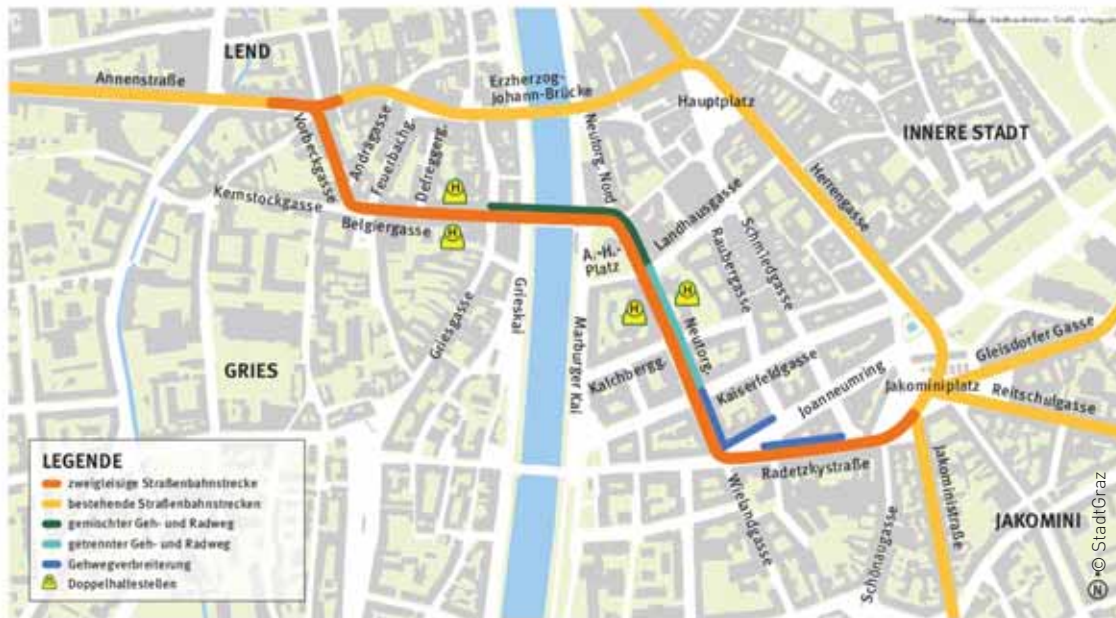 LEND
Annenstraße
Erzherzog-
Johann-Brücke
Hauptplatz
INNERE STADT
Vorbeckgasse
Andrägasse
Feuerbachg.
Defreggerg.
Neutorg. Nord
Herrengasse
Kernstockgasse
Belgiergasse
H
H
A.-H.-
Platz
Landhausgasse
Raubergasse
Schmiedgasse
H
H
Neutorg.
Grieskai
Griesgasse
Marburger Kai
Kalchbergg.
Kaiserfeldgasse
Joanneumring
Jakominiplatz
Gleisdorfer Gasse
Reitschulgasse
GRIES
Radetzkystraße
Wielandgasse
Schönaugasse
Jakoministraße
JAKOMINI
LEGENDE
zweigleisige Straßenbahnstrecke
bestehende Straßenbahnstrecken
gemischter Geh- und Radweg
getrennter Geh- und Radweg
Gehwegverbreiterung
Doppelhaltestellen
N
© StadtGraz